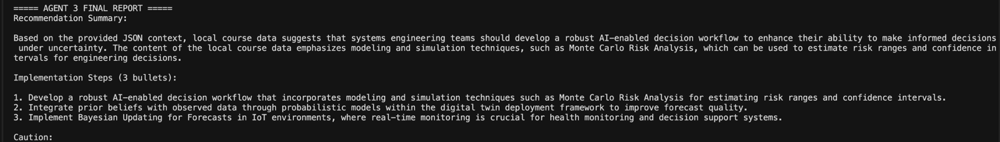 ===== AGENT 3 FINAL REPORT =====
Recommendation Summary:
Based on the provided JSON context, local course data suggests that systems engineering teams should develop a robust AI-enabled decision workflow to enhance their ability to make informed decisions
under uncertainty. The content of the local course data emphasizes modeling and simulation techniques, such as Monte Carlo Risk Analysis, which can be used to estimate risk ranges and confidence in
tervals for engineering decisions.
Implementation Steps (3 bullets):
1. Develop a robust AI-enabled decision workflow that incorporates modeling and simulation techniques such as Monte Carlo Risk Analysis for estimating risk ranges and confidence intervals.
2. Integrate prior beliefs with observed data through probabilistic models within the digital twin deployment framework to improve forecast quality.
3. Implement Bayesian Updating for Forecasts in IoT environments, where real-time monitoring is crucial for health monitoring and decision support systems.
Caution: